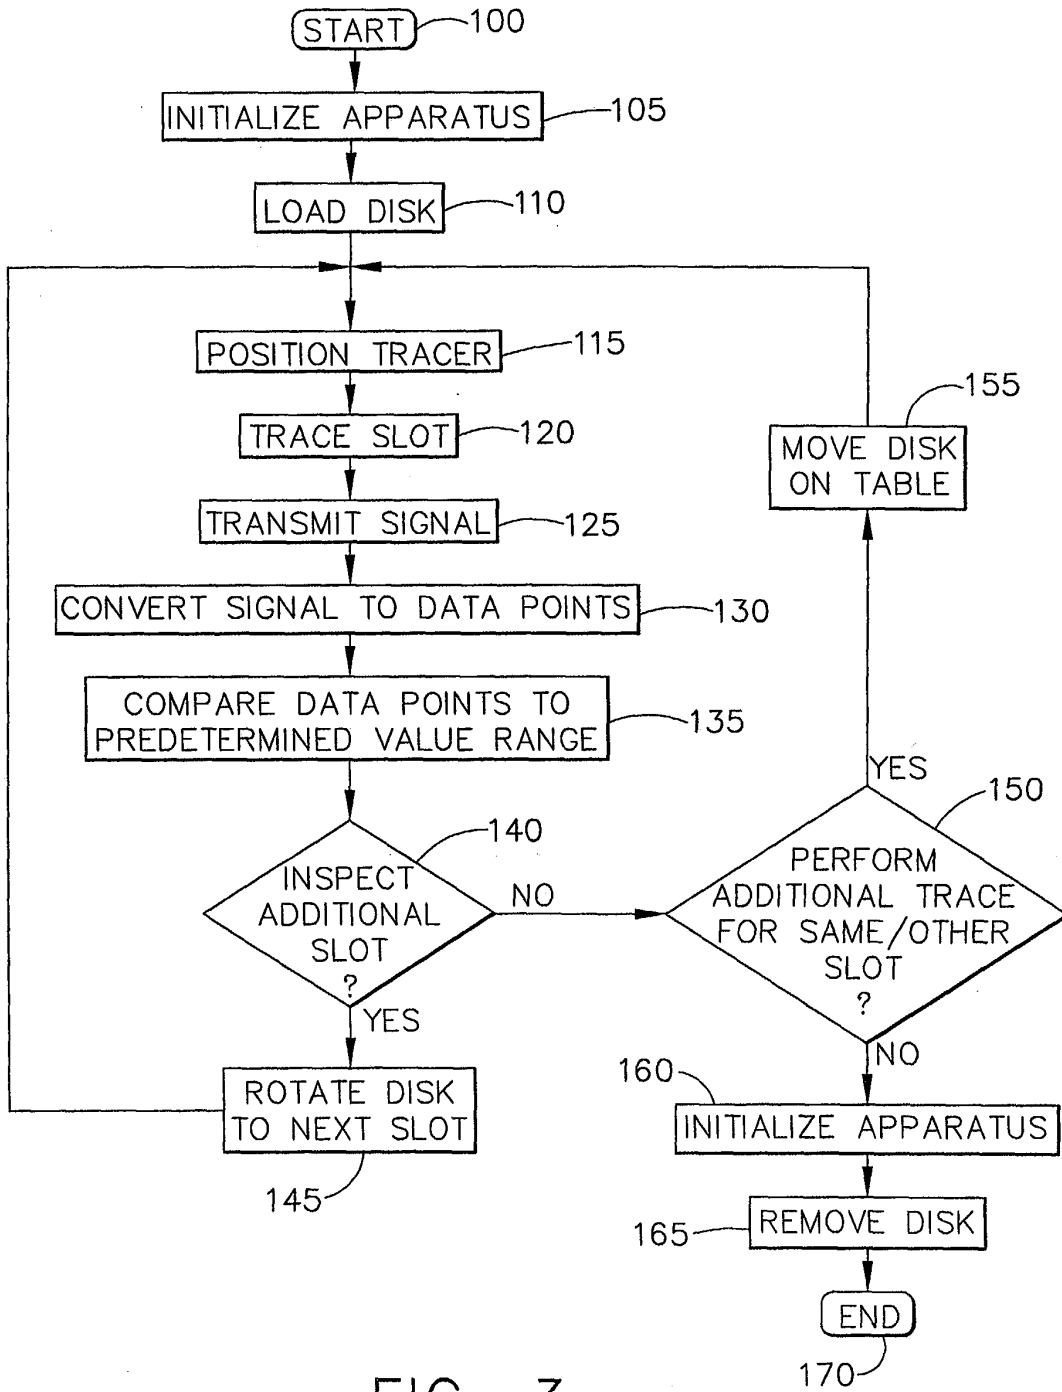 START
100
INITIALIZE APPARATUS
105
LOAD DISK
110
POSITION TRACER
115
TRACE SLOT
120
TRANSMIT SIGNAL
125
CONVERT SIGNAL TO DATA POINTS
130
COMPARE DATA POINTS TO
PREDETERMINED VALUE RANGE
135
INSPECT
ADDITIONAL
SLOT
?
140
NO
YES
ROTATE DISK
TO NEXT SLOT
145
PERFORM
ADDITIONAL TRACE
FOR SAME/OTHER
SLOT
?
150
YES
MOVE DISK
ON TABLE
155
NO
160
INITIALIZE APPARATUS
165
REMOVE DISK
END
170
FIG. 3